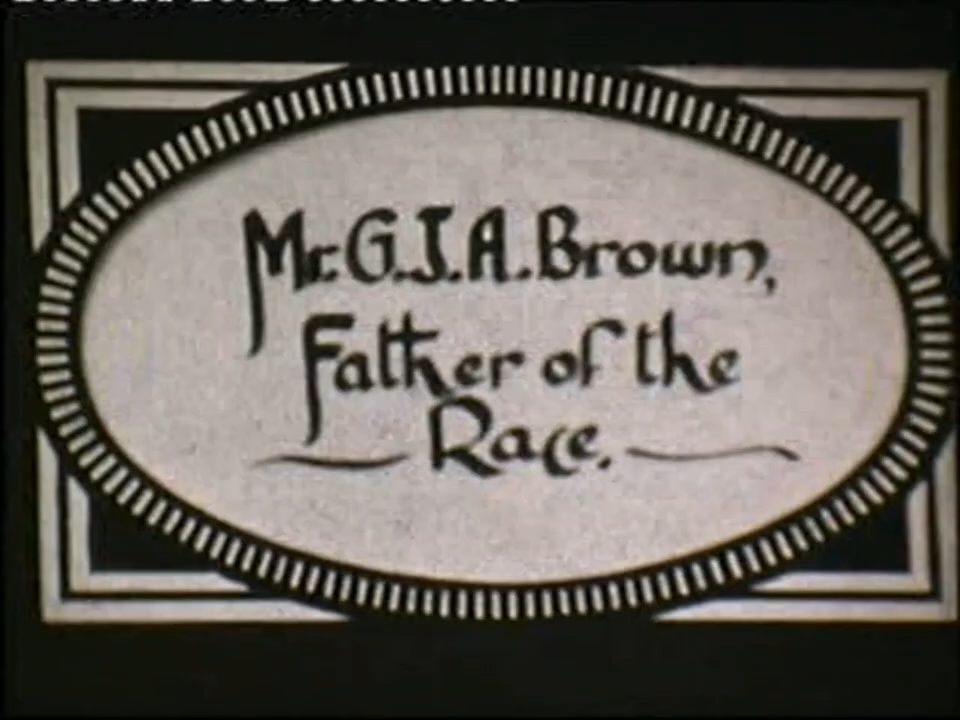 Mr. G.J.A. Brown,
Father of the
Race.